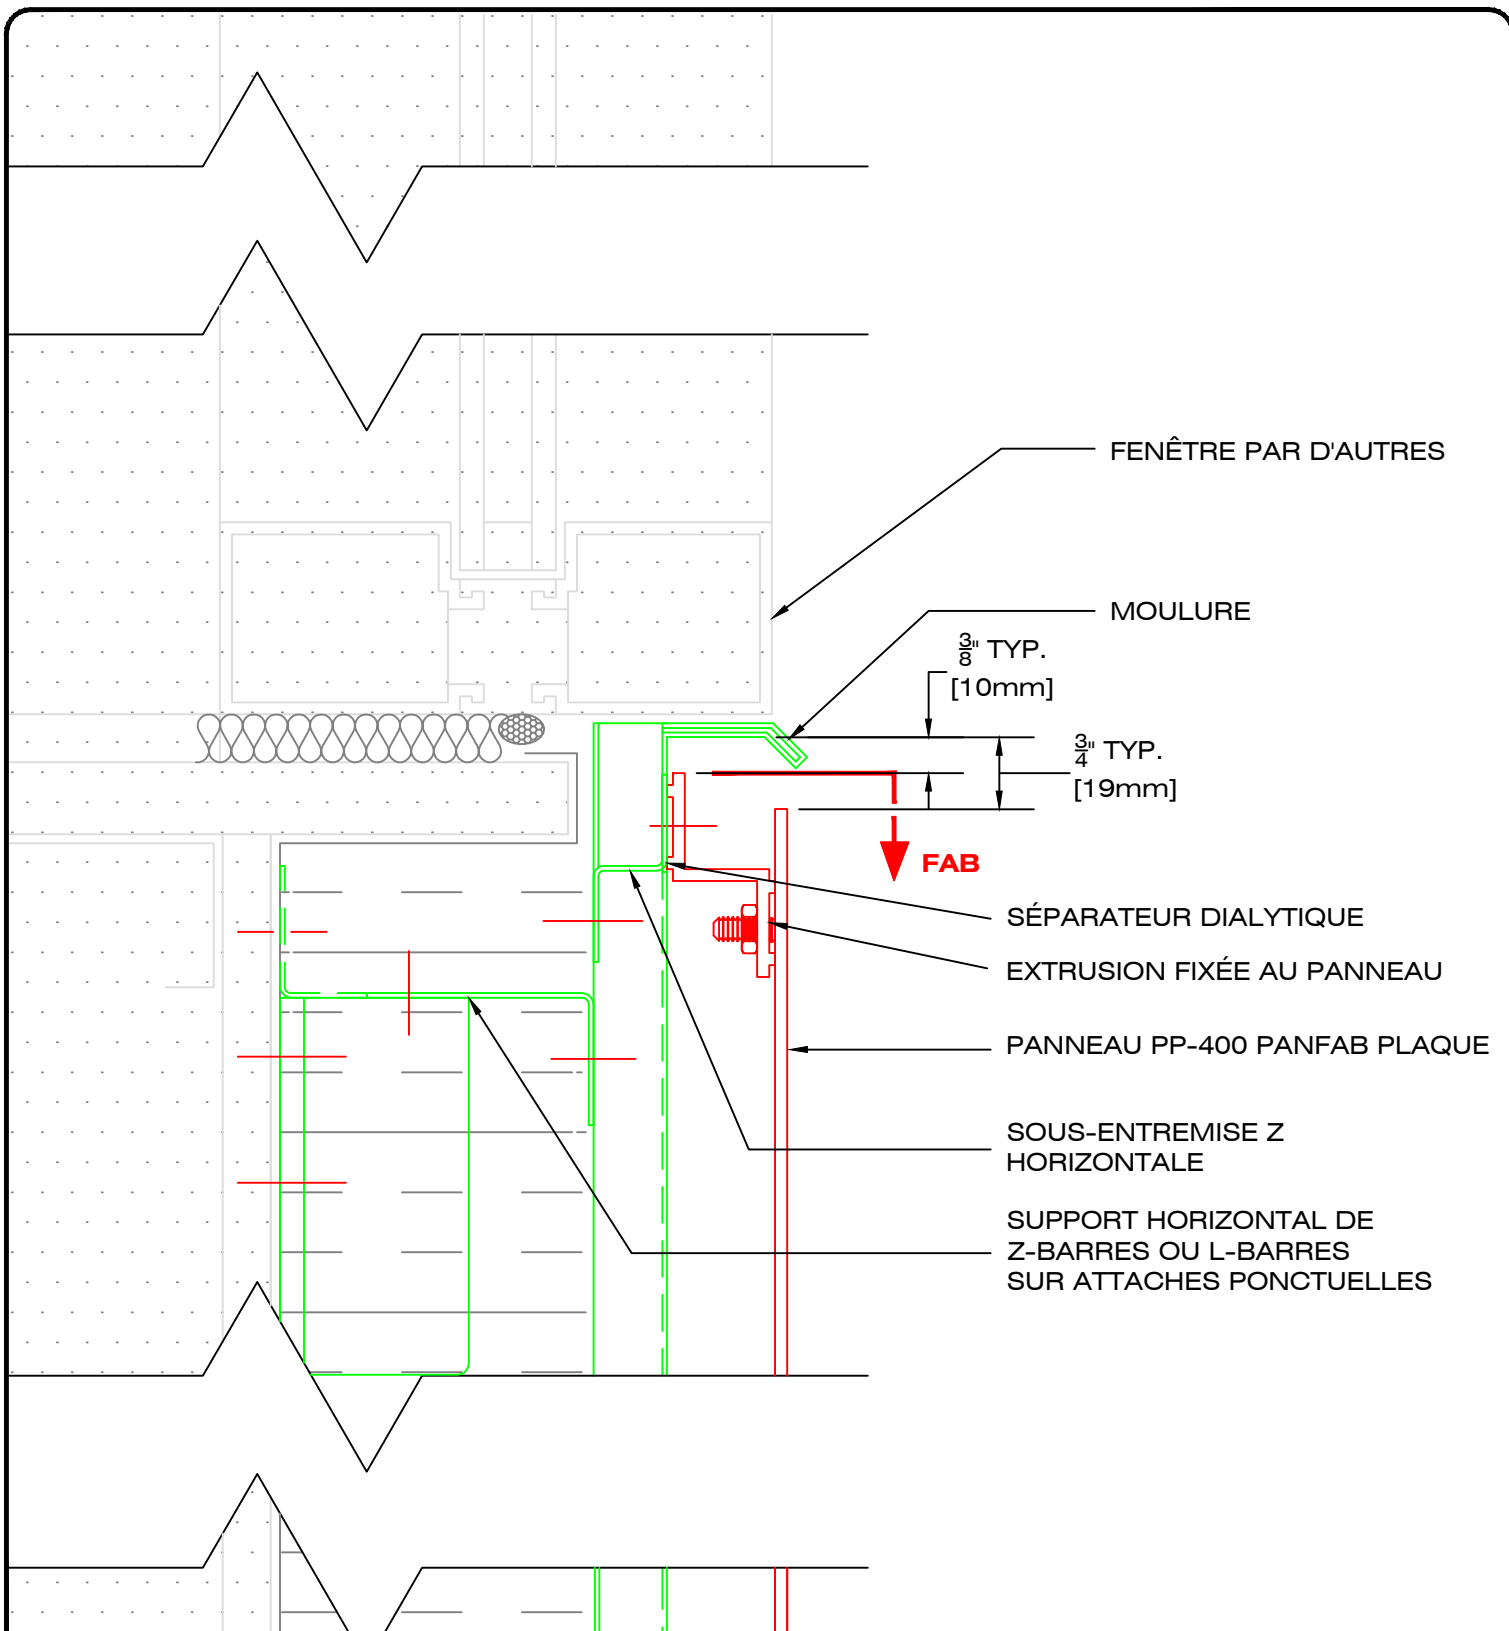 FENÊTRE PAR D'AUTRES
MOULURE
3/8" TYP.
[10mm]
3/4" TYP.
[19mm]
FAB
SÉPARATEUR DIALYTIQUE
EXTRUSION FIXÉE AU PANNEAU
PANNEAU PP-400 PANFAB PLAQUE
SOUS-ENTREMISE Z
HORIZONTALE
SUPPORT HORIZONTAL DE
Z-BARRES OU L-BARRES
SUR ATTACHES PONCTUELLES